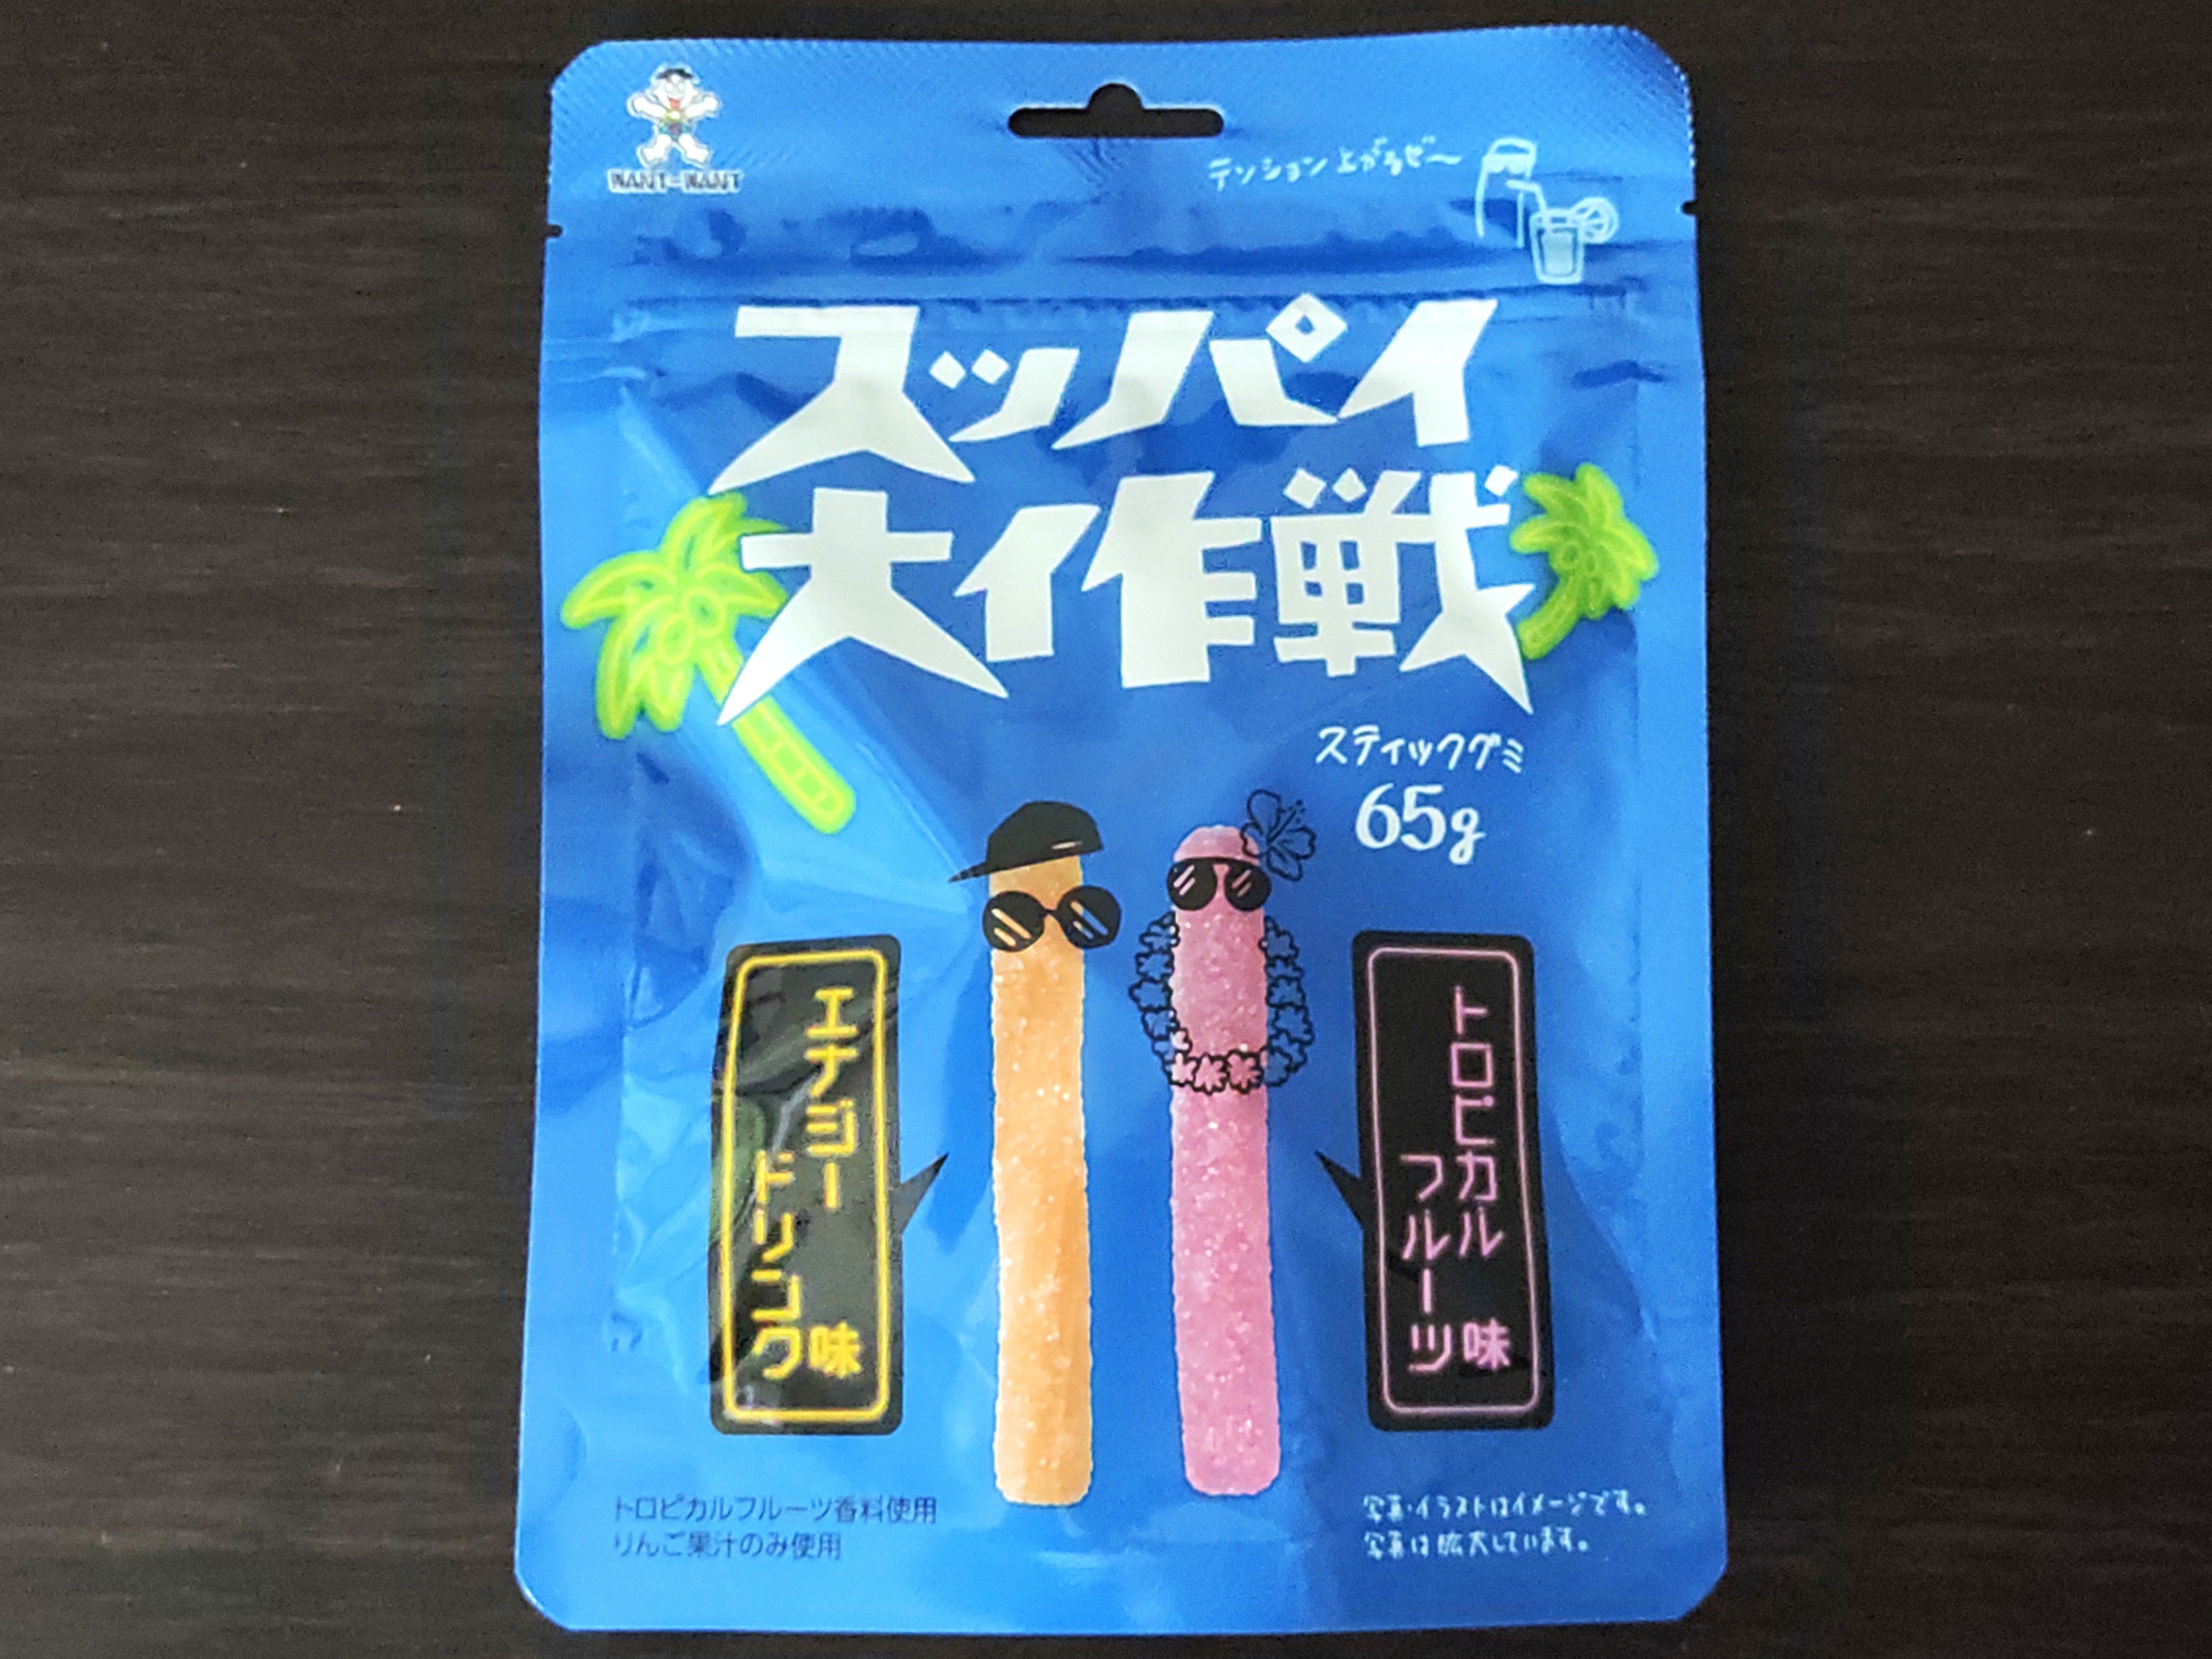 WANT-WANT
テンション上がるぜ〜
スッパイ
大作戦
スティックグミ
65g
エナジー
ドリンク味
トロピカル
フルーツ味
トロピカルフルーツ香料使用
りんご果汁のみ使用
写真・イラストはイメージです。
写真は拡大しています。